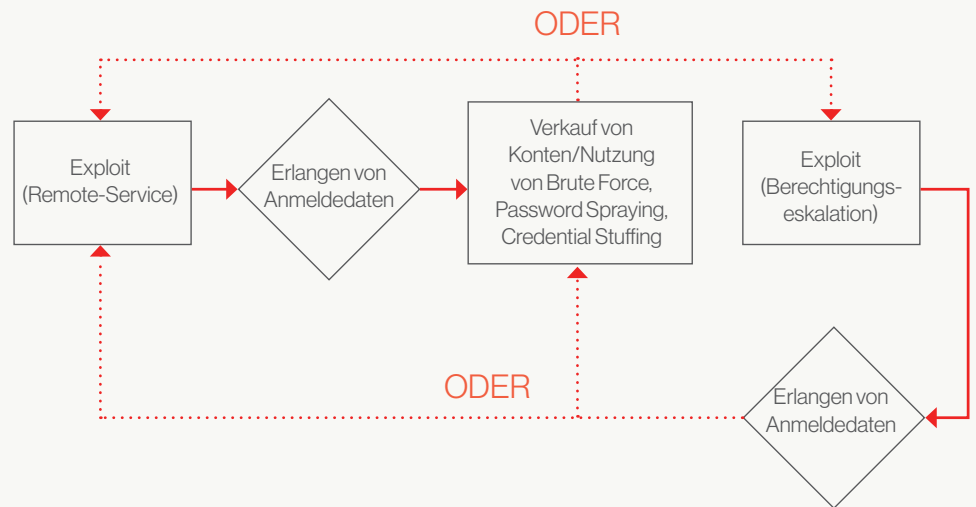 ODER
Exploit
(Remote-Service)
Erlangen von
Anmeldedaten
Verkauf von
Konten/Nutzung
von Brute Force,
Password Spraying,
Credential Stuffing
Exploit
(Berechtigungs-
eskalation)
ODER
Erlangen von
Anmeldedaten